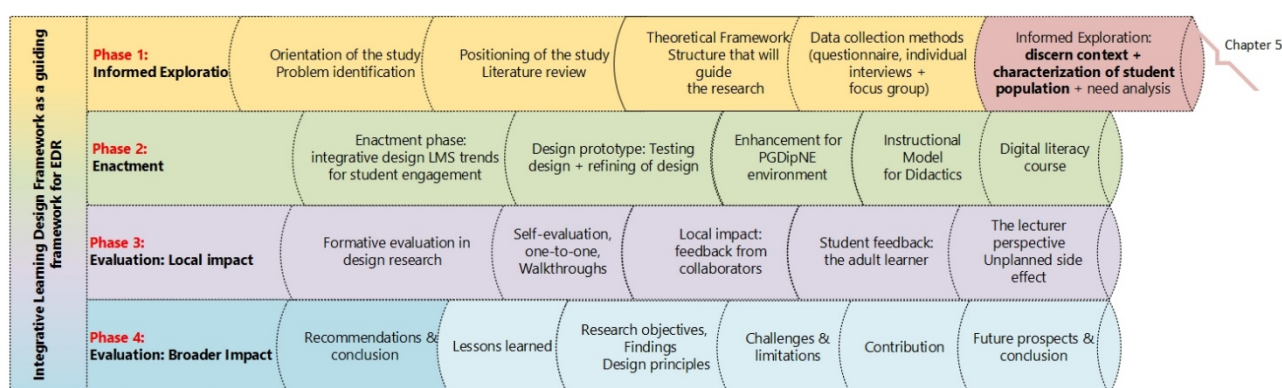 Integrative Learning Design Framework as a guiding
framework for EDR
Phase 1:
Informed Exploratio
Orientation of the study
Problem identification
Positioning of the study
Literature review
Theoretical Framework
Structure that will
guide
the research
Data collection methods
(questionnaire, individual
interviews +
focus group)
Informed Exploration:
discern context +
characterization of student
population + need analysis
Chapter 5
Phase 2:
Enactment
Enactment phase:
integrative design LMS trends
for student engagement
Design prototype: Testing
design + refining of design
Enhancement for
PGDipNE
environment
Instructional
Model
for Didactics
Digital literacy
course
Phase 3:
Evaluation: Local impact
Formative evaluation in
design research
Self-evaluation,
one-to-one,
Walkthroughs
Local impact:
feedback from
collaborators
Student feedback:
the adult learner
The lecturer
perspective
Unplanned side
effect
Phase 4:
Evaluation: Broader Impact
Recommendations &
conclusion
Lessons learned
Research objectives,
Findings
Design principles
Challenges &
limitations
Contribution
Future prospects &
conclusion